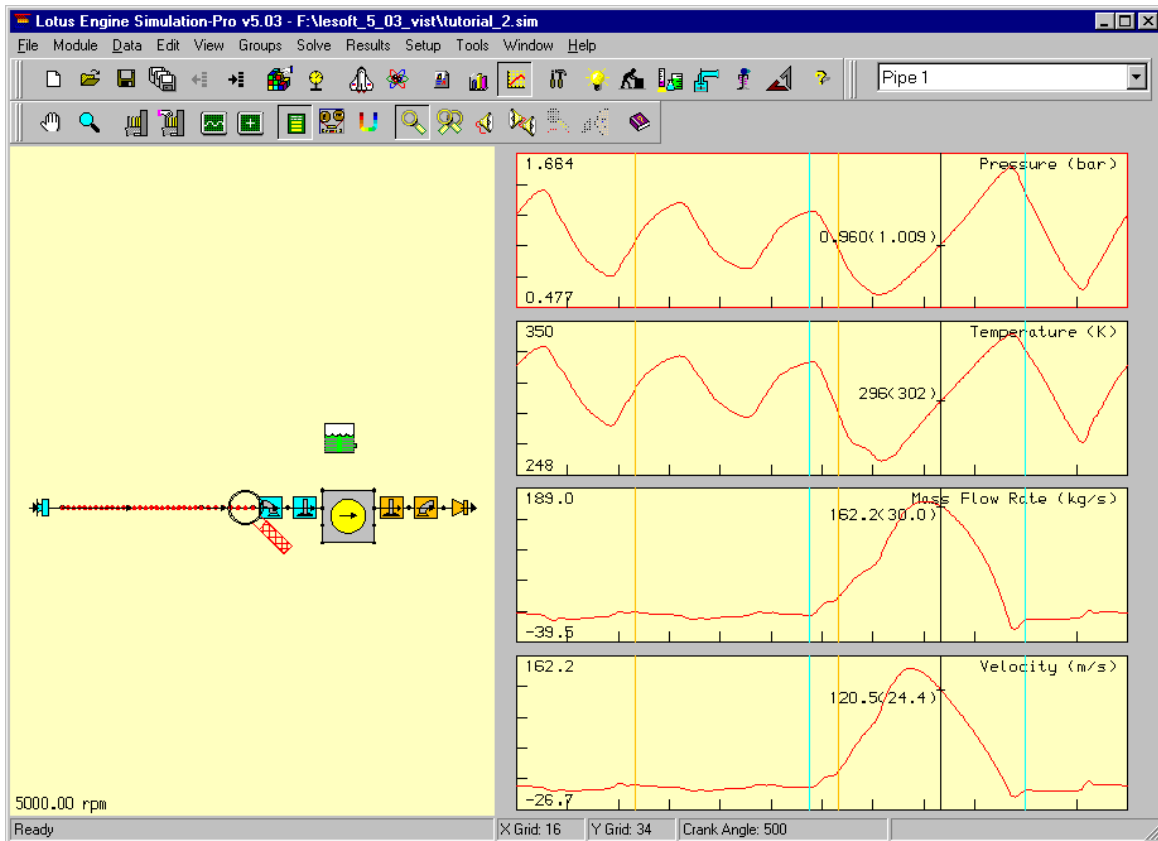 Lotus Engine Simulation-Pro v5.03 - F:\lesoft_5_03_vist\tutorial_2.sim
File Module Data Edit View Groups Solve Results Setup Tools Window Help
Pipe 1
1.664
Pressure (bar)
0.960(1.009)
0.477
350
Temperature (K)
296(302)
248
189.0
Mass Flow Rate (kg/s)
162.2(30.0)
-39.5
162.2
Velocity (m/s)
120.5(24.4)
-26.7
5000.00 rpm
Ready
X Grid: 16
Y Grid: 34
Crank Angle: 500